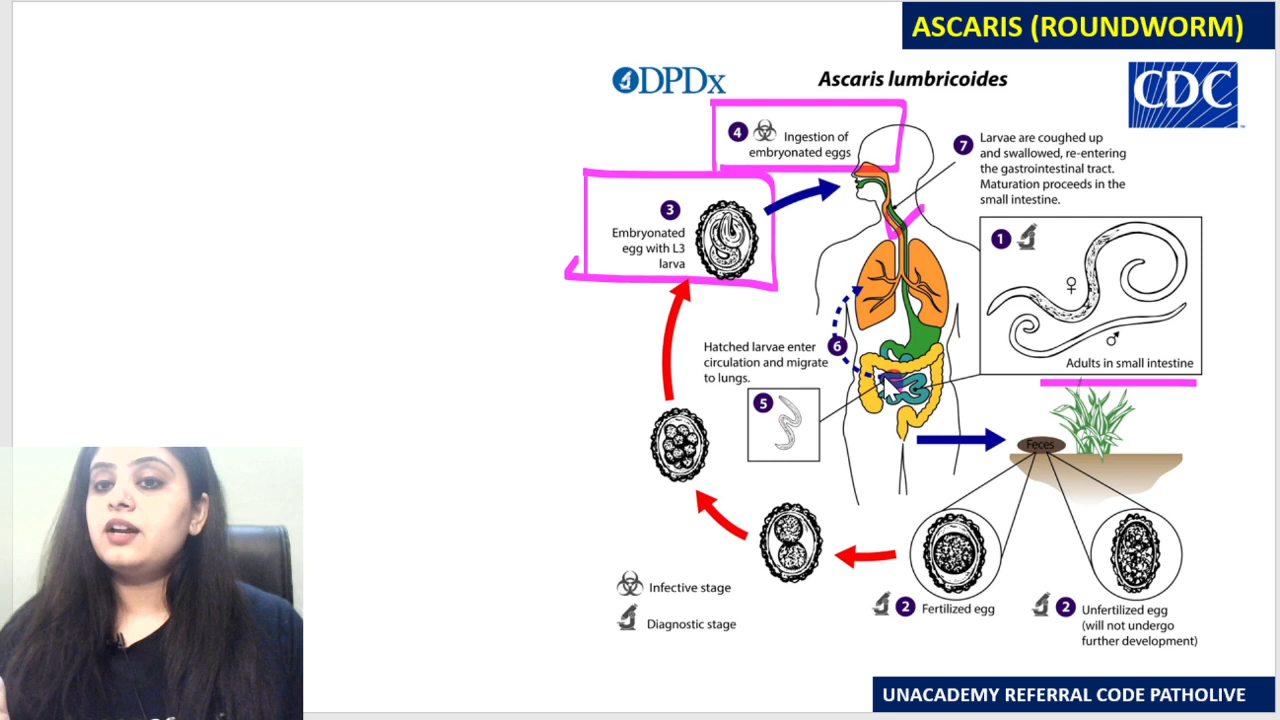 ASCARIS (ROUNDWORM)
DPDx
Ascaris lumbricoides
CDC
4
Ingestion of
embryonated eggs
7
Larvae are coughed up
and swallowed, re-entering
the gastrointestinal tract.
Maturation proceeds in the
small intestine.
3
Embryonated
egg with L3
larva
1
♀
♂
Adults in small intestine
Hatched larvae enter
circulation and migrate
to lungs.
6
5
Feces
2 Fertilized egg
2 Unfertilized egg
(will not undergo
further development)
Infective stage
Diagnostic stage
UNACADEMY REFERRAL CODE PATHOLIVE